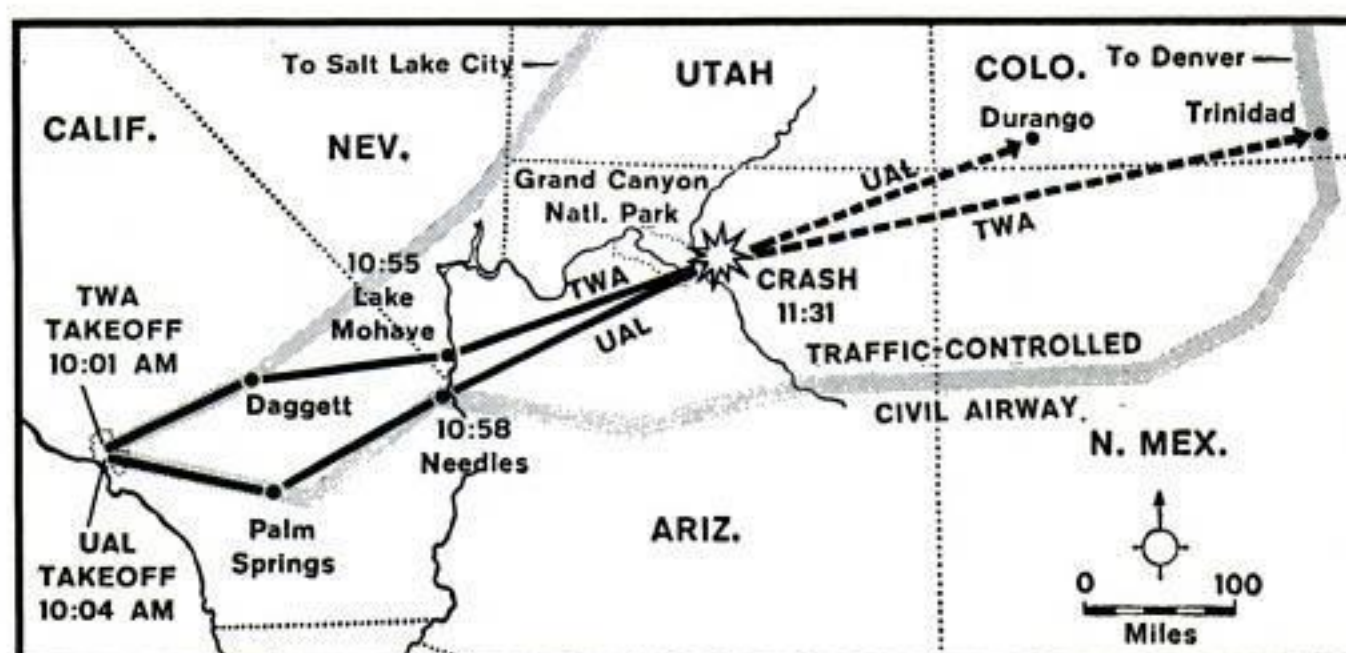 To Salt Lake City
UTAH
COLO.
To Denver
CALIF.
NEV.
Durango
Trinidad
Grand Canyon
Natl. Park
UAL
TWA
10:55
Lake
Mohave
TWA
TAKEOFF
10:01 AM
TWA
UAL
CRASH
11:31
Daggett
TRAFFIC-CONTROLLED
CIVIL AIRWAY
10:58
Needles
N. MEX.
Palm
Springs
ARIZ.
UAL
TAKEOFF
10:04 AM
0 100
Miles